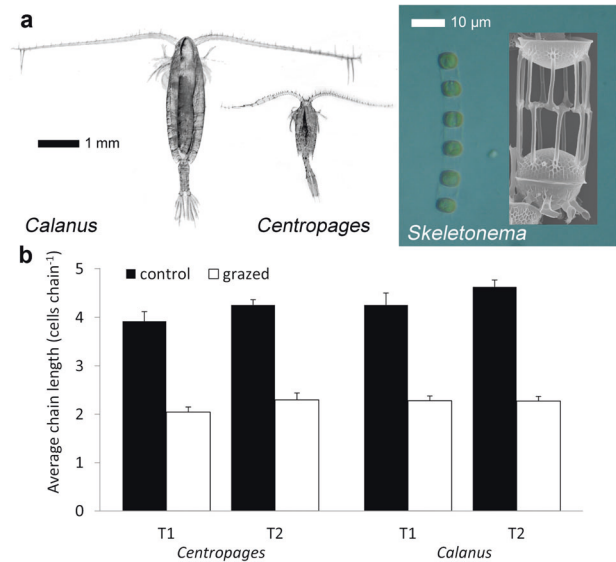 a
10 μm
1 mm
Calanus
Centropages
Skeletonema
b
control grazed
Average chain length (cells chain⁻¹)
5
4
3
2
1
0
T1 T2 T1 T2
Centropages Calanus